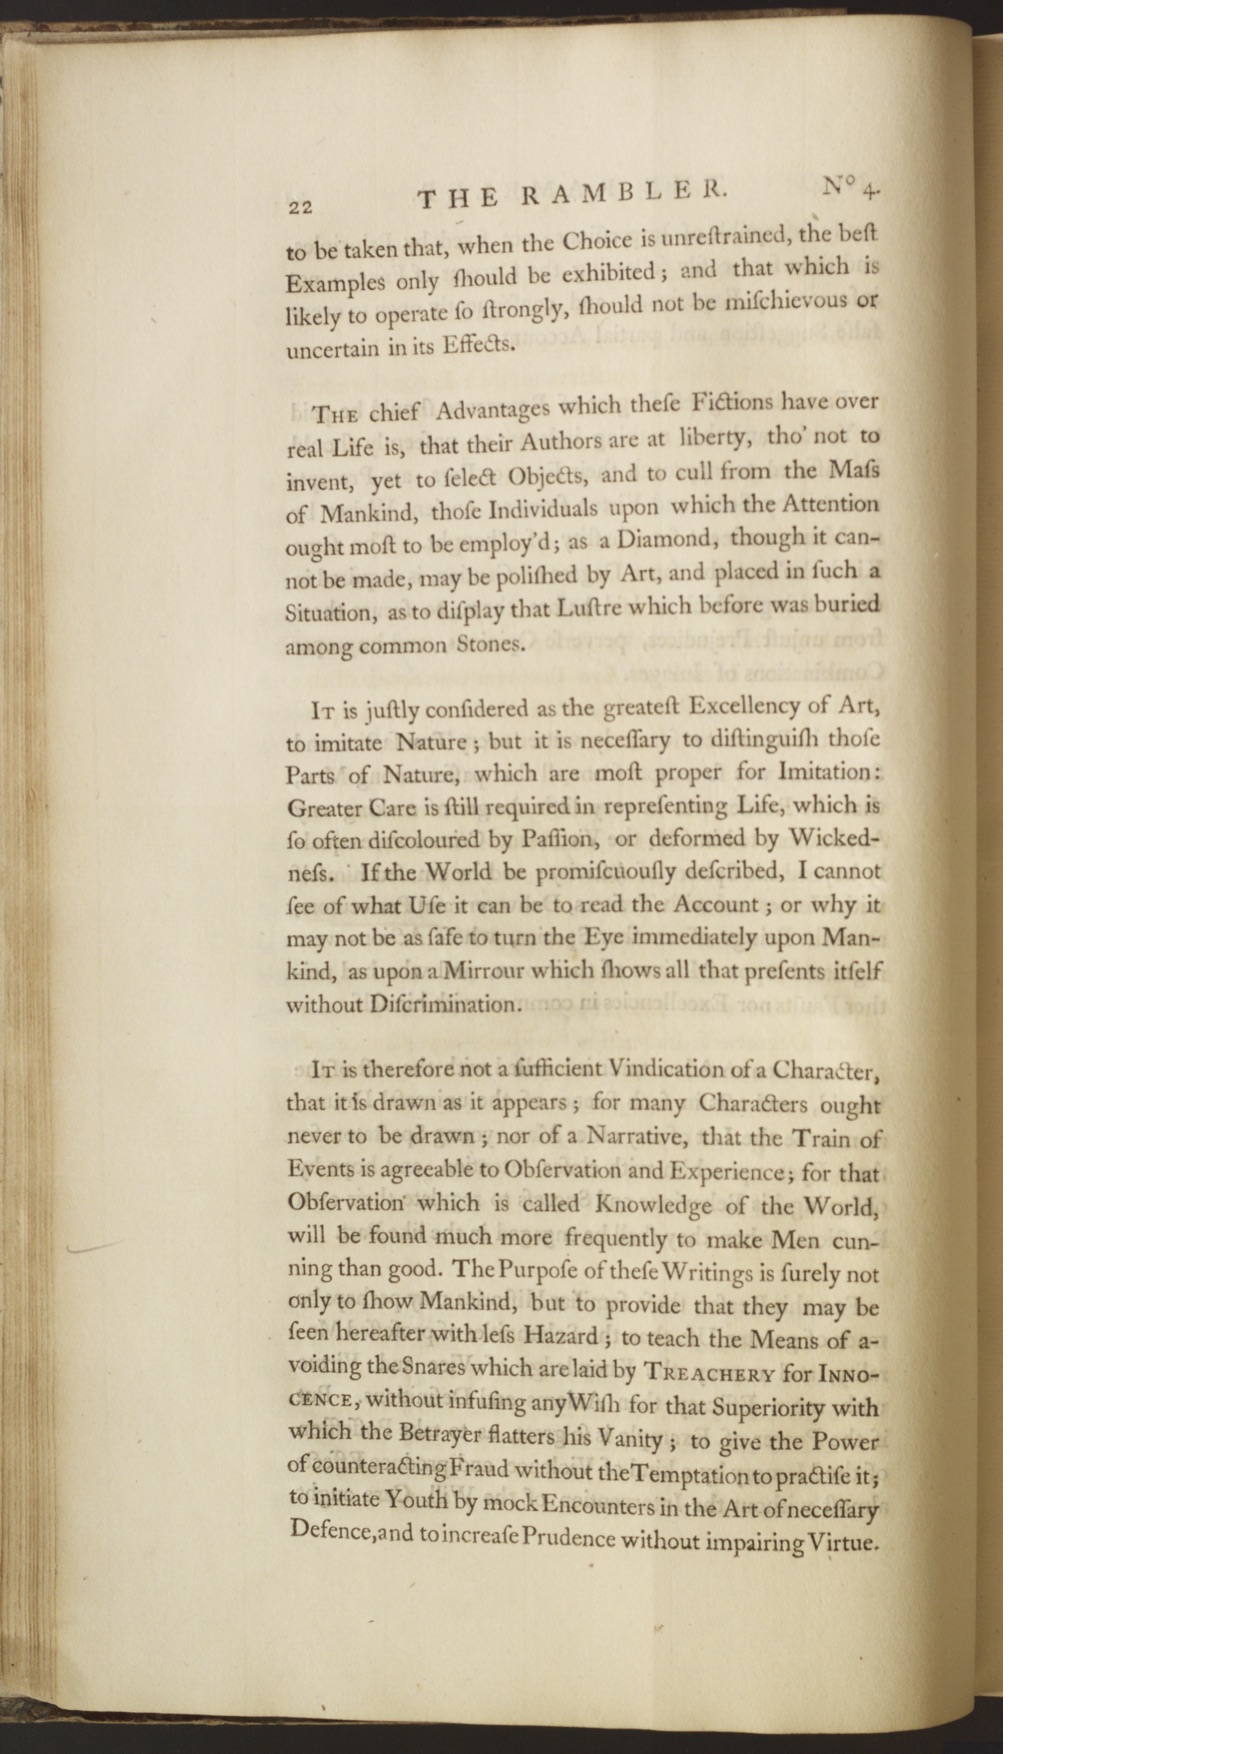 22 THE RAMBLER. Nº 4.
to be taken that, when the Choice is unreſtrained, the beſt
Examples only ſhould be exhibited; and that which is
likely to operate ſo ſtrongly, ſhould not be miſchievous or
uncertain in its Effects.
THE chief Advantages which theſe Fictions have over
real Life is, that their Authors are at liberty, tho' not to
invent, yet to ſelect Objects, and to cull from the Maſs
of Mankind, thoſe Individuals upon which the Attention
ought moſt to be employ'd; as a Diamond, though it can-
not be made, may be poliſhed by Art, and placed in ſuch a
Situation, as to diſplay that Luſtre which before was buried
among common Stones.
IT is juſtly conſidered as the greateſt Excellency of Art,
to imitate Nature; but it is neceſſary to diſtinguiſh thoſe
Parts of Nature, which are moſt proper for Imitation:
Greater Care is ſtill required in repreſenting Life, which is
ſo often diſcoloured by Paſſion, or deformed by Wicked-
neſs. If the World be promiſcuouſly deſcribed, I cannot
ſee of what Uſe it can be to read the Account; or why it
may not be as ſafe to turn the Eye immediately upon Man-
kind, as upon a Mirrour which ſhows all that preſents itſelf
without Diſcrimination.
IT is therefore not a ſufficient Vindication of a Character,
that it is drawn as it appears; for many Characters ought
never to be drawn; nor of a Narrative, that the Train of
Events is agreeable to Obſervation and Experience; for that
Obſervation which is called Knowledge of the World,
will be found much more frequently to make Men cun-
ning than good. The Purpoſe of theſe Writings is ſurely not
only to ſhow Mankind, but to provide that they may be
ſeen hereafter with leſs Hazard; to teach the Means of a-
voiding the Snares which are laid by TREACHERY for INNO-
CENCE, without infuſing any Wiſh for that Superiority with
which the Betrayer flatters his Vanity; to give the Power
of counteracting Fraud without the Temptation to practiſe it;
to initiate Youth by mock Encounters in the Art of neceſſary
Defence, and to increaſe Prudence without impairing Virtue.